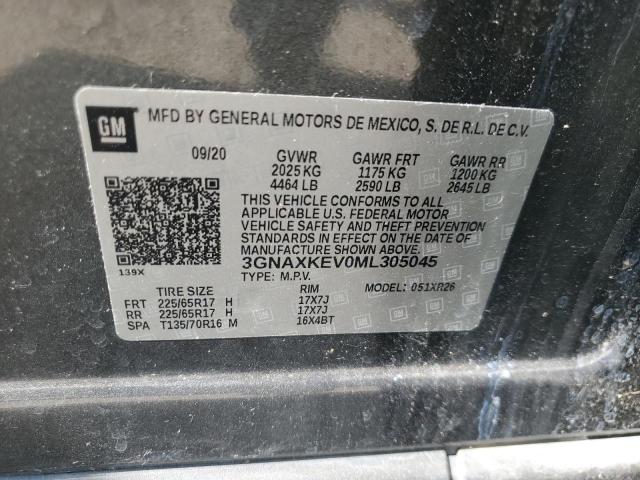 GM MFD BY GENERAL MOTORS DE MEXICO, S. DE R.L. DE C.V.
09/20 GVWR GAWR FRT GAWR RR
2025 KG 1175 KG 1200 KG
4464 LB 2590 LB 2645 LB
THIS VEHICLE CONFORMS TO ALL
APPLICABLE U.S. FEDERAL MOTOR
VEHICLE SAFETY AND THEFT PREVENTION
STANDARDS IN EFFECT ON THE DATE OF
MANUFACTURE SHOWN ABOVE.
139X 3GNAXKEV0ML305045
TYPE: M.P.V. MODEL: 051XR26
TIRE SIZE RIM
FRT 225/65R17 H 17X7J
RR 225/65R17 H 17X7J
SPA T135/70R16 M 16X4BT